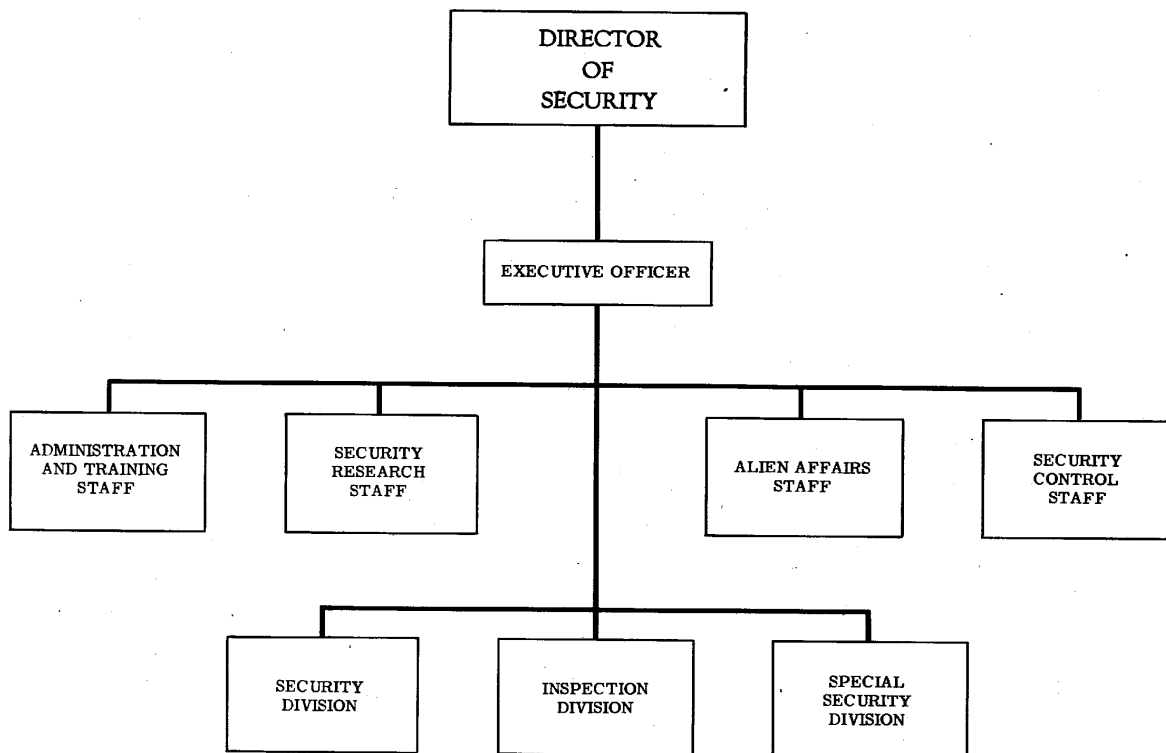 DIRECTOR
OF
SECURITY
EXECUTIVE OFFICER
ADMINISTRATION
AND TRAINING
STAFF
SECURITY
RESEARCH
STAFF
ALIEN AFFAIRS
STAFF
SECURITY
CONTROL
STAFF
SECURITY
DIVISION
INSPECTION
DIVISION
SPECIAL
SECURITY
DIVISION